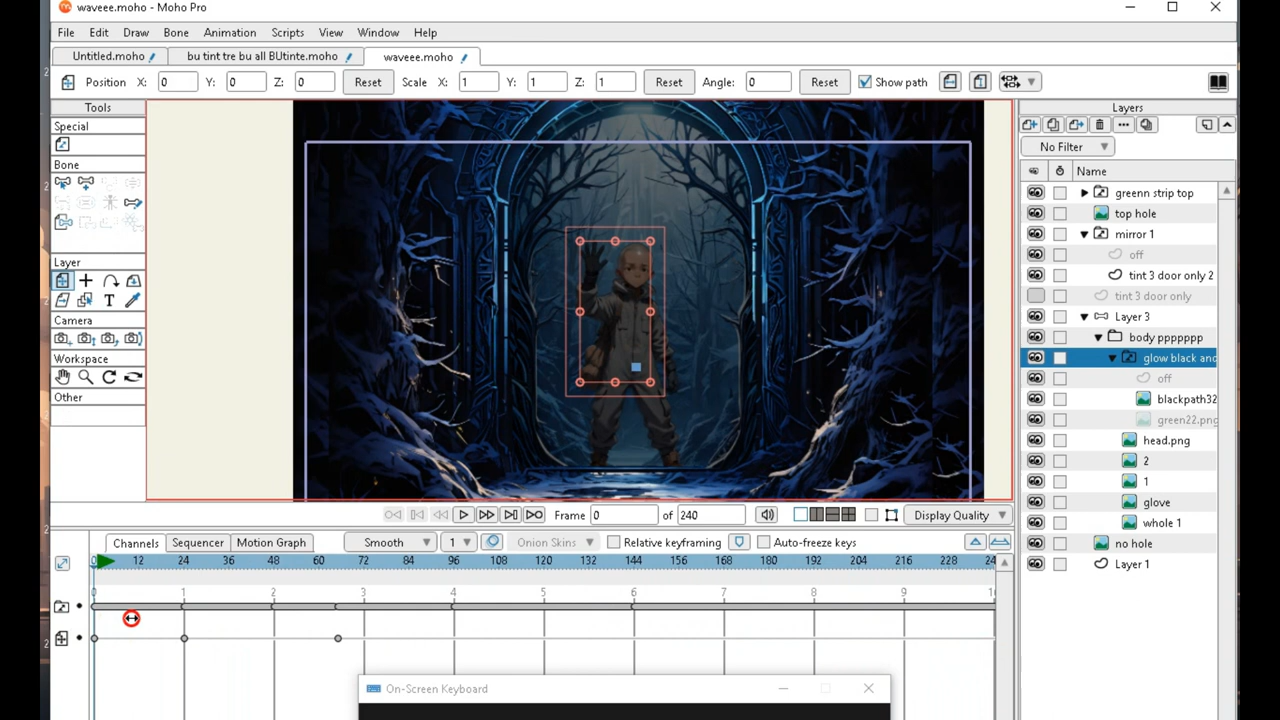 waveee.moho - Moho Pro
File Edit Draw Bone Animation Scripts View Window Help
Untitled.moho bu tint tre bu all BUtinte.moho waveee.moho
Position X: 0 Y: 0 Z: 0 Reset Scale X: 1 Y: 1 Z: 1 Reset Angle: 0 Reset Show path
Tools
Special
Bone
Layer
T
Camera
Workspace
Other
Layers
No Filter
Name
greenn strip top
top hole
mirror 1
off
tint 3 door only 2
tint 3 door only
Layer 3
body ppppppp
glow black and
off
blackpath32
green22.png
head.png
2
1
glove
whole 1
no hole
Layer 1
Frame 0 of 240 Display Quality
Channels Sequencer Motion Graph Smooth 1 Onion Skins Relative keyframing Auto-freeze keys
0 12 24 36 48 60 72 84 96 108 120 132 144 156 168 180 192 204 216 228 24
0 1 2 3 4 5 6 7 8 9 10
On-Screen Keyboard